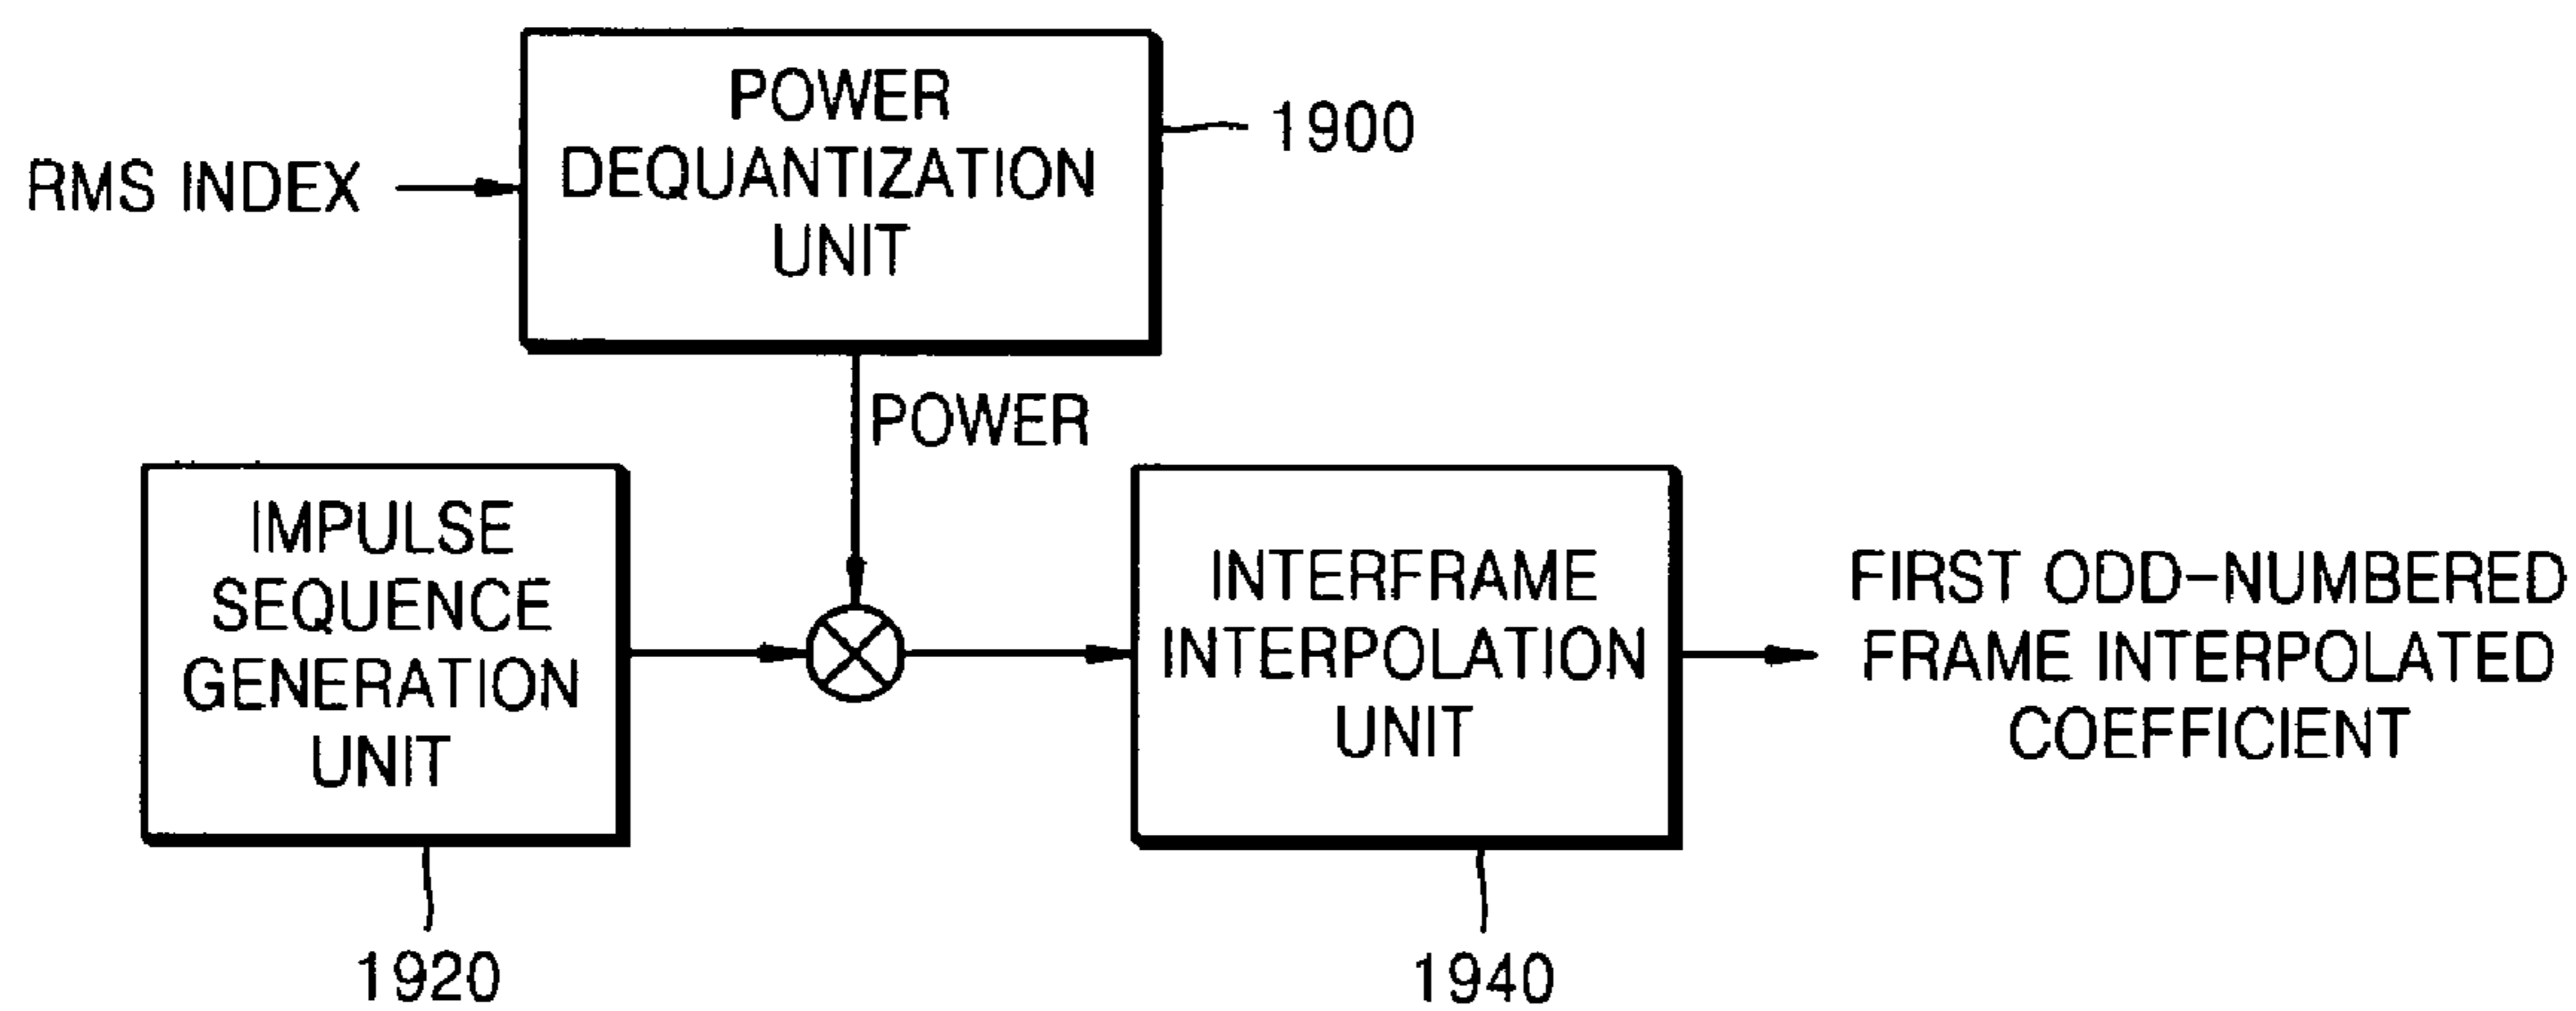 POWER
DEQUANTIZATION
UNIT
1900
RMS INDEX
POWER
IMPULSE
SEQUENCE
GENERATION
UNIT
1920
INTERFRAME
INTERPOLATION
UNIT
1940
FIRST ODD-NUMBERED
FRAME INTERPOLATED
COEFFICIENT